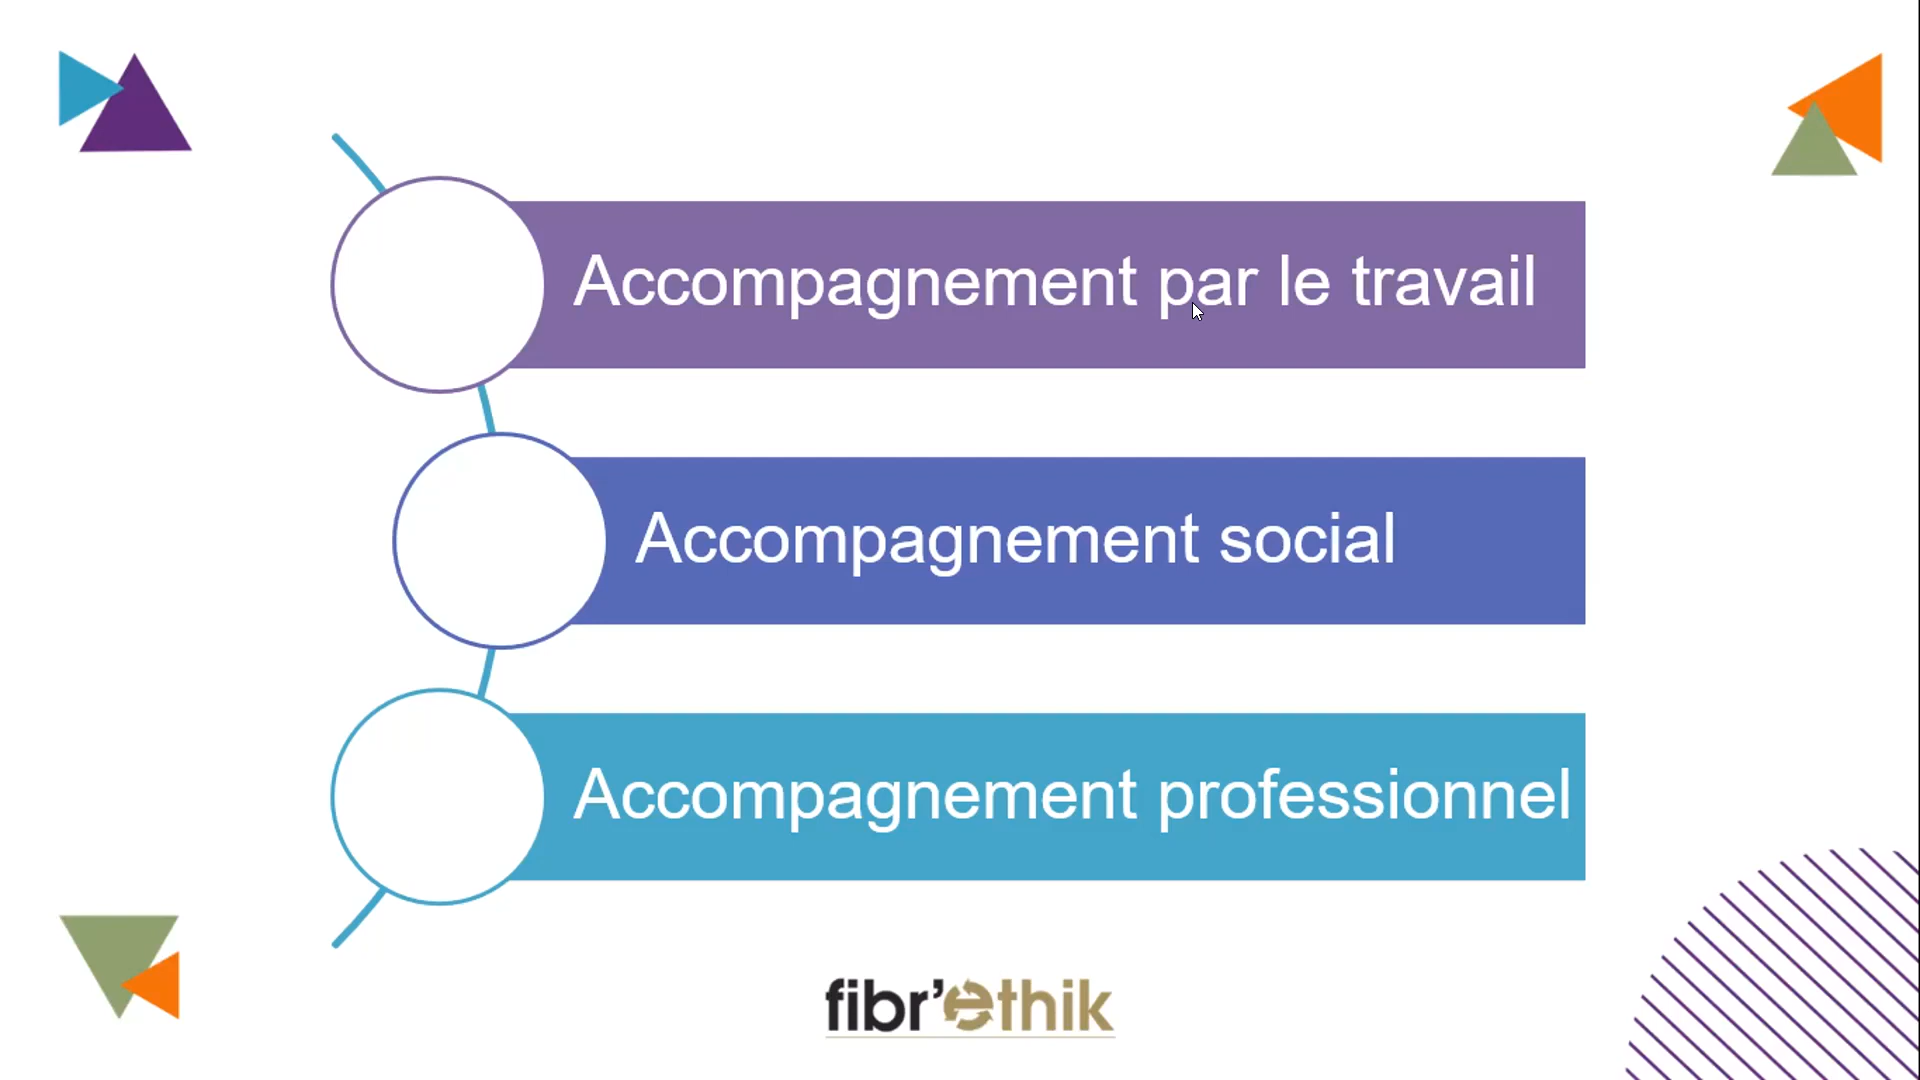 Accompagnement par le travail
Accompagnement social
Accompagnement professionnel
fibr'ethik